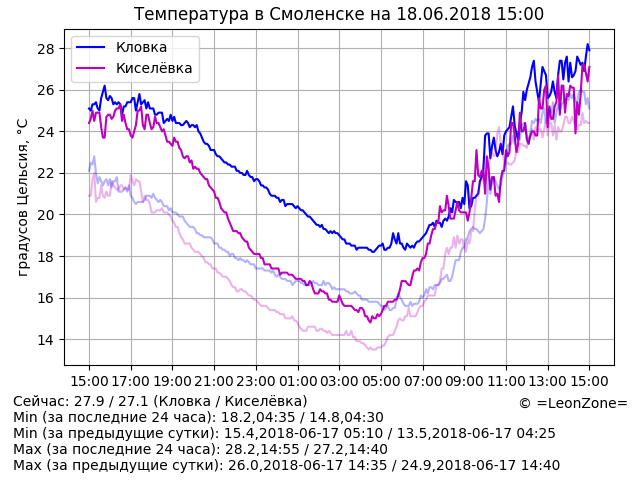 Температура в Смоленске на 18.06.2018 15:00
Кловка
Киселёвка
градусов Цельсия, °C
28
26
24
22
20
18
16
14
15:00 17:00 19:00 21:00 23:00 01:00 03:00 05:00 07:00 09:00 11:00 13:00 15:00
Сейчас: 27.9 / 27.1 (Кловка / Киселёвка)
© =LeonZone=
Min (за последние 24 часа): 18.2,04:35 / 14.8,04:30
Min (за предыдущие сутки): 15.4,2018-06-17 05:10 / 13.5,2018-06-17 04:25
Max (за последние 24 часа): 28.2,14:55 / 27.2,14:40
Max (за предыдущие сутки): 26.0,2018-06-17 14:35 / 24.9,2018-06-17 14:40